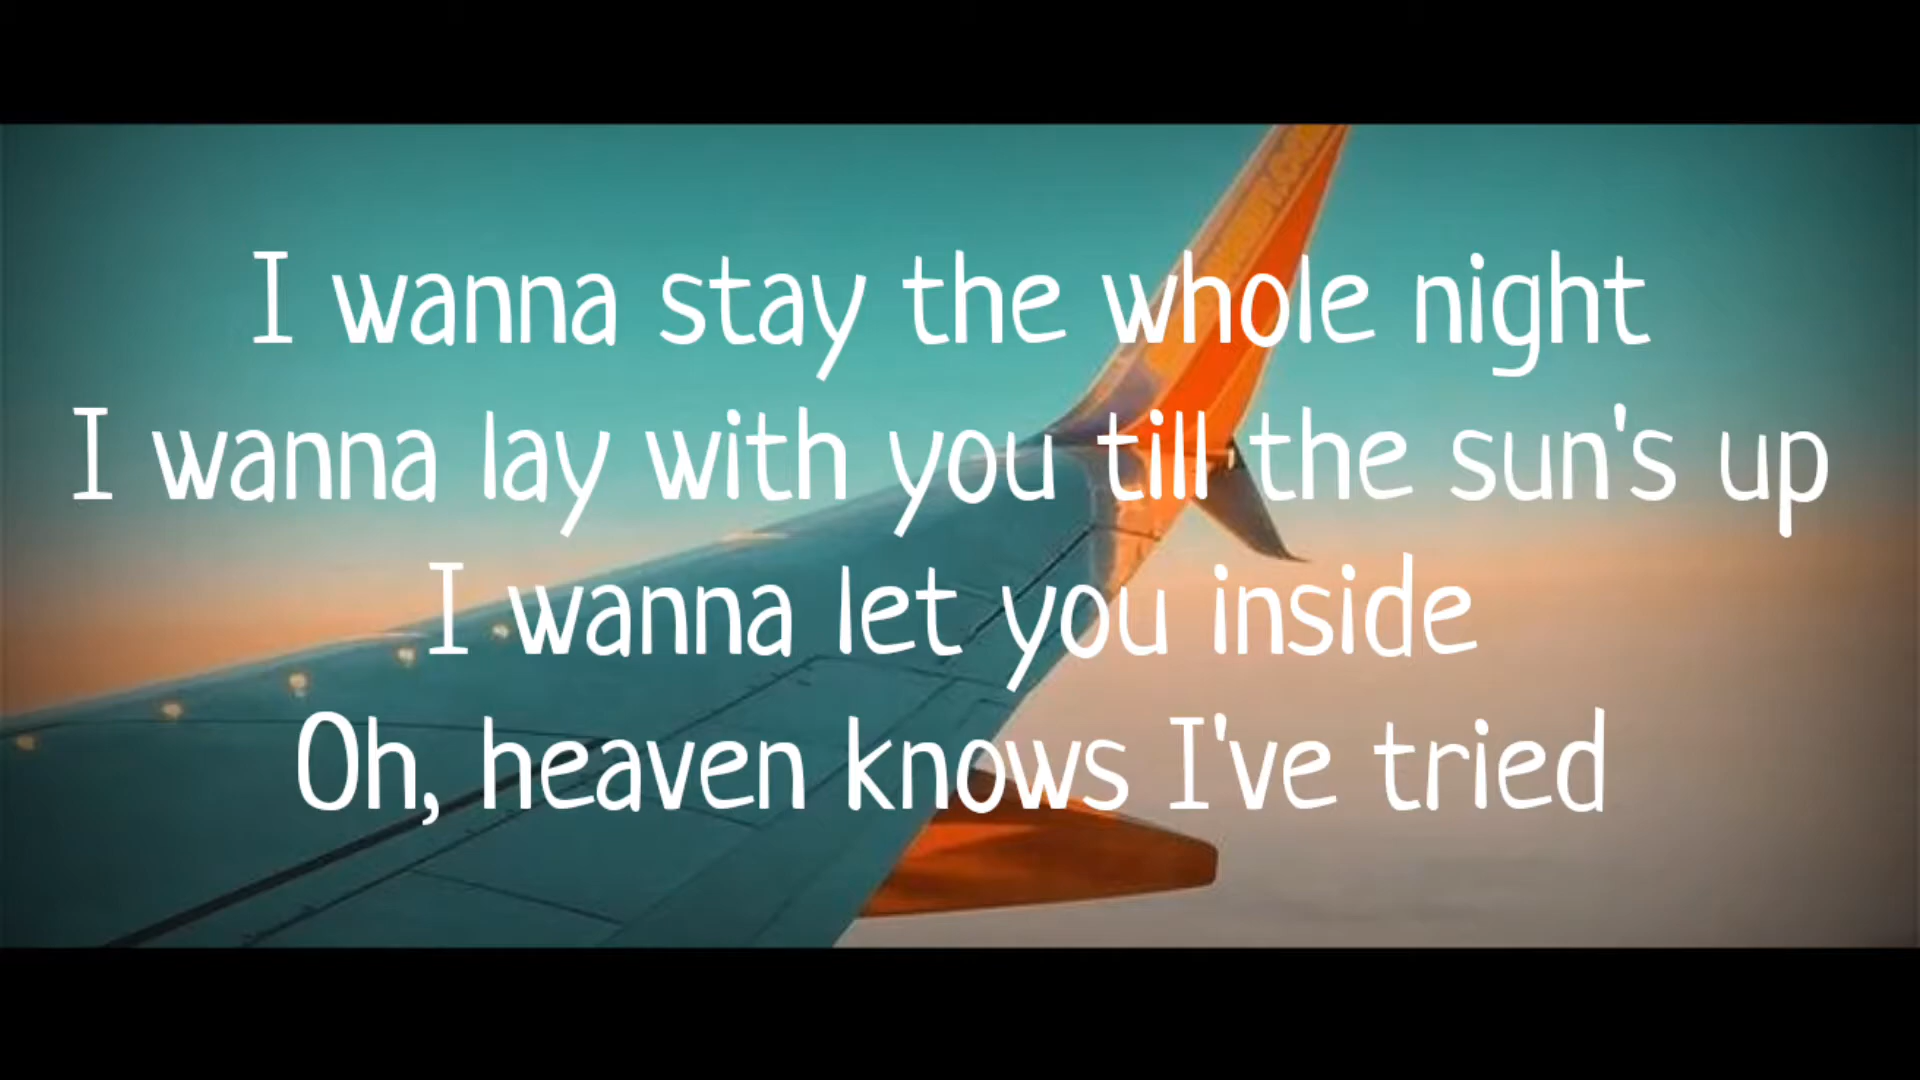 I wanna stay the whole night
I wanna lay with you till the sun's up
I wanna let you inside
Oh, heaven knows I've tried